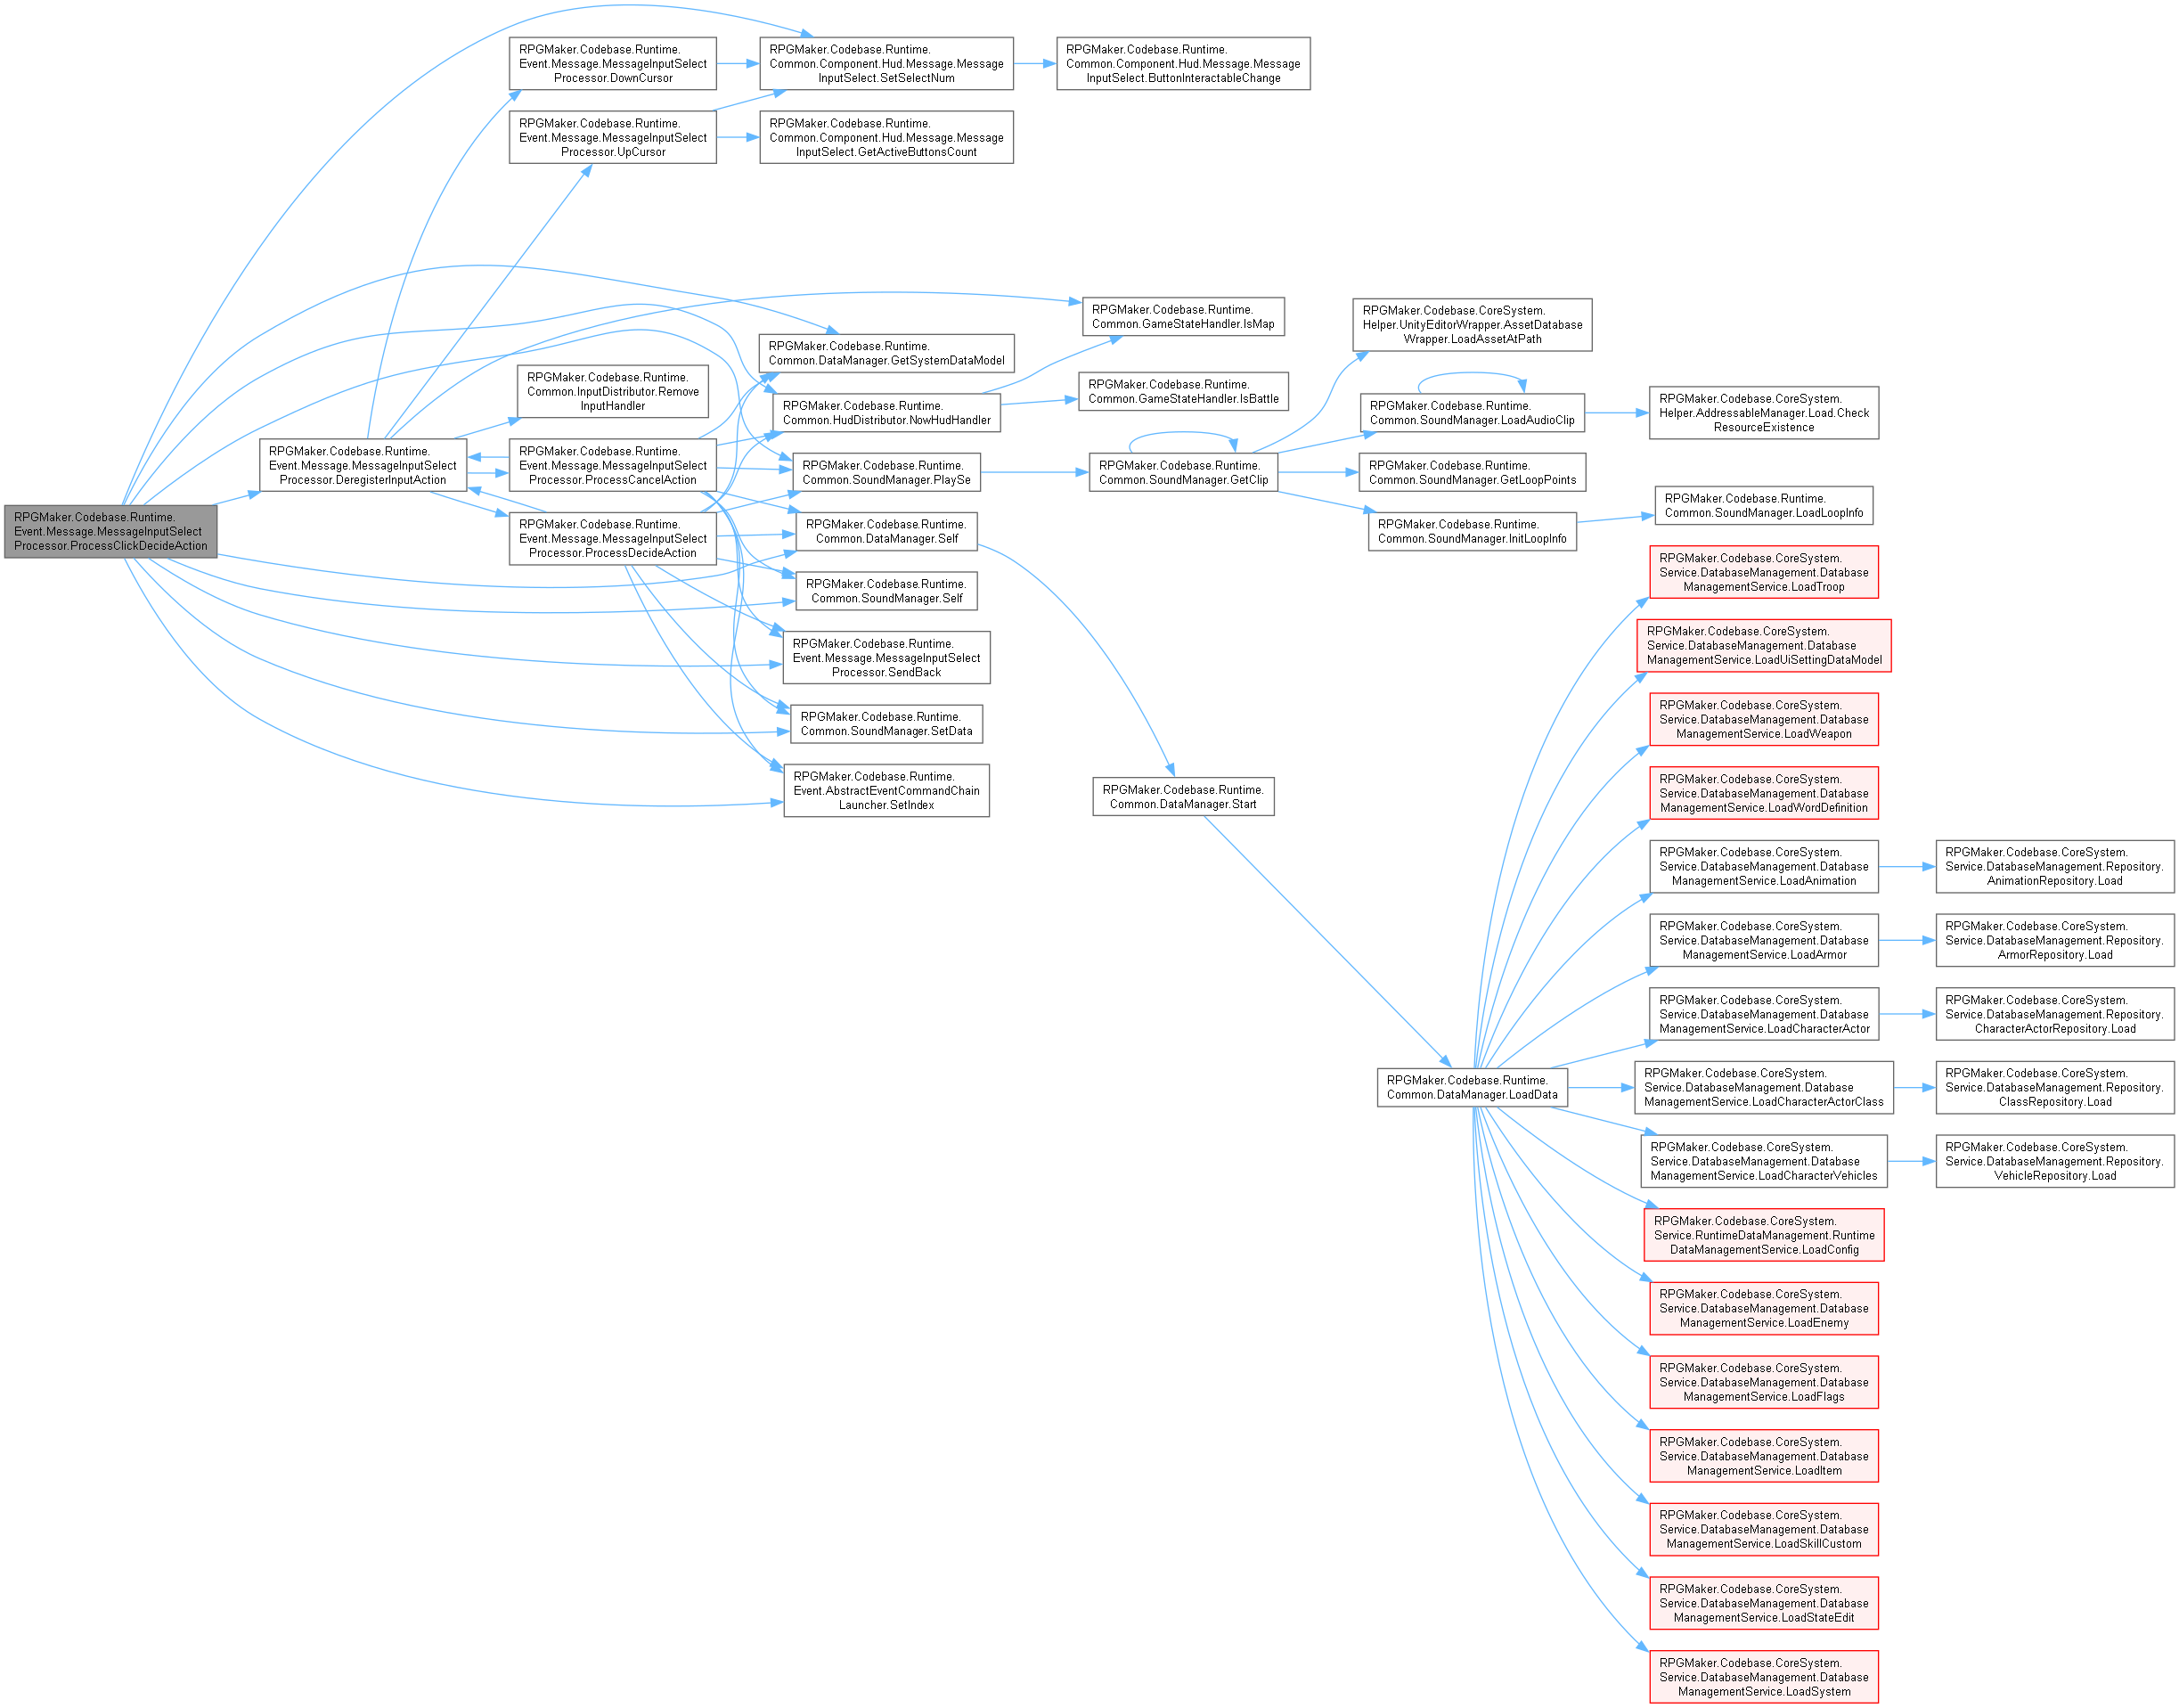 RPGMaker.Codebase.Runtime.
Event.Message.MessageInputSelect
Processor.ProcessClickDecideAction
RPGMaker.Codebase.Runtime.
Event.Message.MessageInputSelect
Processor.DeregisterInputAction
RPGMaker.Codebase.Runtime.
Event.Message.MessageInputSelect
Processor.DownCursor
RPGMaker.Codebase.Runtime.
Event.Message.MessageInputSelect
Processor.UpCursor
RPGMaker.Codebase.Runtime.
Common.InputDistributor.Remove
InputHandler
RPGMaker.Codebase.Runtime.
Event.Message.MessageInputSelect
Processor.ProcessCancelAction
RPGMaker.Codebase.Runtime.
Event.Message.MessageInputSelect
Processor.ProcessDecideAction
RPGMaker.Codebase.Runtime.
Common.Component.Hud.Message.Message
InputSelect.SetSelectNum
RPGMaker.Codebase.Runtime.
Common.Component.Hud.Message.Message
InputSelect.GetActiveButtonsCount
RPGMaker.Codebase.Runtime.
Common.DataManager.GetSystemDataModel
RPGMaker.Codebase.Runtime.
Common.HudDistributor.NowHudHandler
RPGMaker.Codebase.Runtime.
Common.SoundManager.PlaySe
RPGMaker.Codebase.Runtime.
Common.DataManager.Self
RPGMaker.Codebase.Runtime.
Common.SoundManager.Self
RPGMaker.Codebase.Runtime.
Event.Message.MessageInputSelect
Processor.SendBack
RPGMaker.Codebase.Runtime.
Common.SoundManager.SetData
RPGMaker.Codebase.Runtime.
Event.AbstractEventCommandChain
Launcher.SetIndex
RPGMaker.Codebase.Runtime.
Common.Component.Hud.Message.Message
InputSelect.ButtonInteractableChange
RPGMaker.Codebase.Runtime.
Common.GameStateHandler.IsMap
RPGMaker.Codebase.Runtime.
Common.GameStateHandler.IsBattle
RPGMaker.Codebase.Runtime.
Common.SoundManager.GetClip
RPGMaker.Codebase.Runtime.
Common.DataManager.Start
RPGMaker.Codebase.CoreSystem.
Helper.UnityEditorWrapper.AssetDatabase
Wrapper.LoadAssetAtPath
RPGMaker.Codebase.Runtime.
Common.SoundManager.LoadAudioClip
RPGMaker.Codebase.Runtime.
Common.SoundManager.GetLoopPoints
RPGMaker.Codebase.Runtime.
Common.SoundManager.InitLoopInfo
RPGMaker.Codebase.Runtime.
Common.DataManager.LoadData
RPGMaker.Codebase.CoreSystem.
Helper.AddressableManager.Load.Check
ResourceExistence
RPGMaker.Codebase.Runtime.
Common.SoundManager.LoadLoopInfo
RPGMaker.Codebase.CoreSystem.
Service.DatabaseManagement.Database
ManagementService.LoadTroop
RPGMaker.Codebase.CoreSystem.
Service.DatabaseManagement.Database
ManagementService.LoadUiSettingDataModel
RPGMaker.Codebase.CoreSystem.
Service.DatabaseManagement.Database
ManagementService.LoadWeapon
RPGMaker.Codebase.CoreSystem.
Service.DatabaseManagement.Database
ManagementService.LoadWordDefinition
RPGMaker.Codebase.CoreSystem.
Service.DatabaseManagement.Database
ManagementService.LoadAnimation
RPGMaker.Codebase.CoreSystem.
Service.DatabaseManagement.Database
ManagementService.LoadArmor
RPGMaker.Codebase.CoreSystem.
Service.DatabaseManagement.Database
ManagementService.LoadCharacterActor
RPGMaker.Codebase.CoreSystem.
Service.DatabaseManagement.Database
ManagementService.LoadCharacterActorClass
RPGMaker.Codebase.CoreSystem.
Service.DatabaseManagement.Database
ManagementService.LoadCharacterVehicles
RPGMaker.Codebase.CoreSystem.
Service.RuntimeDataManagement.Runtime
DataManagementService.LoadConfig
RPGMaker.Codebase.CoreSystem.
Service.DatabaseManagement.Database
ManagementService.LoadEnemy
RPGMaker.Codebase.CoreSystem.
Service.DatabaseManagement.Database
ManagementService.LoadFlags
RPGMaker.Codebase.CoreSystem.
Service.DatabaseManagement.Database
ManagementService.LoadItem
RPGMaker.Codebase.CoreSystem.
Service.DatabaseManagement.Database
ManagementService.LoadSkillCustom
RPGMaker.Codebase.CoreSystem.
Service.DatabaseManagement.Database
ManagementService.LoadStateEdit
RPGMaker.Codebase.CoreSystem.
Service.DatabaseManagement.Database
ManagementService.LoadSystem
RPGMaker.Codebase.CoreSystem.
Service.DatabaseManagement.Repository.
AnimationRepository.Load
RPGMaker.Codebase.CoreSystem.
Service.DatabaseManagement.Repository.
ArmorRepository.Load
RPGMaker.Codebase.CoreSystem.
Service.DatabaseManagement.Repository.
CharacterActorRepository.Load
RPGMaker.Codebase.CoreSystem.
Service.DatabaseManagement.Repository.
ClassRepository.Load
RPGMaker.Codebase.CoreSystem.
Service.DatabaseManagement.Repository.
VehicleRepository.Load